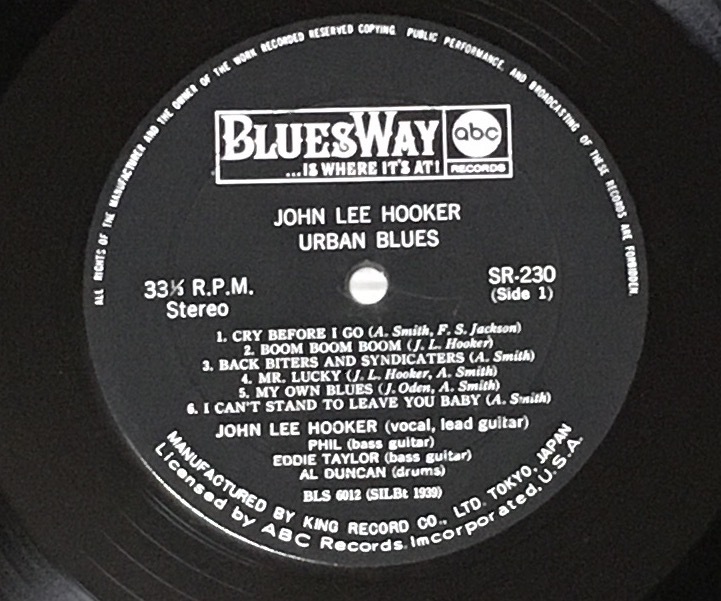 ALL RIGHTS OF THE MANUFACTURER AND THE OWNER OF THE WORK RECORDED RESERVED COPYING. PUBLIC PERFORMANCE, AND BROADCASTING OF THESE RECORDS ARE FORBIDDEN.
BLUESWAY abc
...IS WHERE IT'S AT! RECORDS
JOHN LEE HOOKER
URBAN BLUES
33⅓ R.P.M. SR-230
Stereo (Side 1)
1. CRY BEFORE I GO (A. Smith, F. S. Jackson)
2. BOOM BOOM BOOM (J. L. Hooker)
3. BACK BITERS AND SYNDICATERS (A. Smith)
4. MR. LUCKY (J. L. Hooker, A. Smith)
5. MY OWN BLUES (J. Oden, A. Smith)
6. I CAN'T STAND TO LEAVE YOU BABY (A. Smith)
JOHN LEE HOOKER (vocal, lead guitar)
PHIL (bass guitar)
EDDIE TAYLOR (bass guitar)
AL DUNCAN (drums)
BLS 6012 (SILBt 1939)
MANUFACTURED BY KING RECORD CO., LTD. TOKYO, JAPAN
Licensed by ABC Records. Imcorporated, U.S.A.